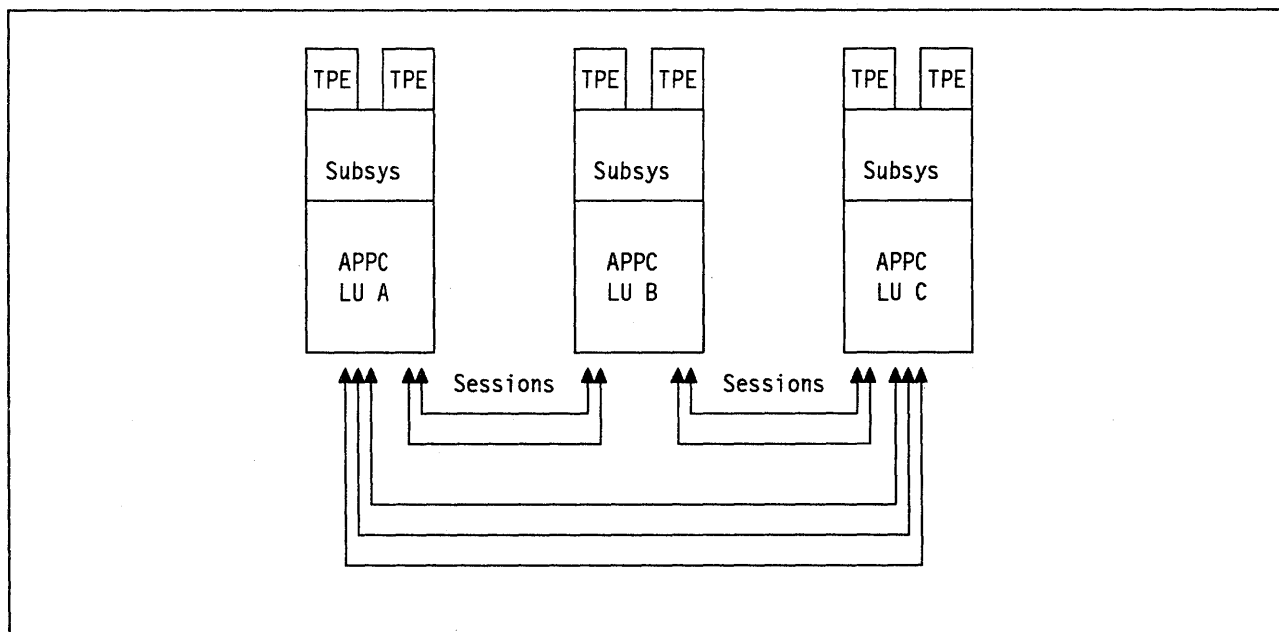 TPE TPE TPE TPE TPE TPE
Subsys Subsys Subsys
APPC APPC APPC
LU A LU B LU C
Sessions Sessions